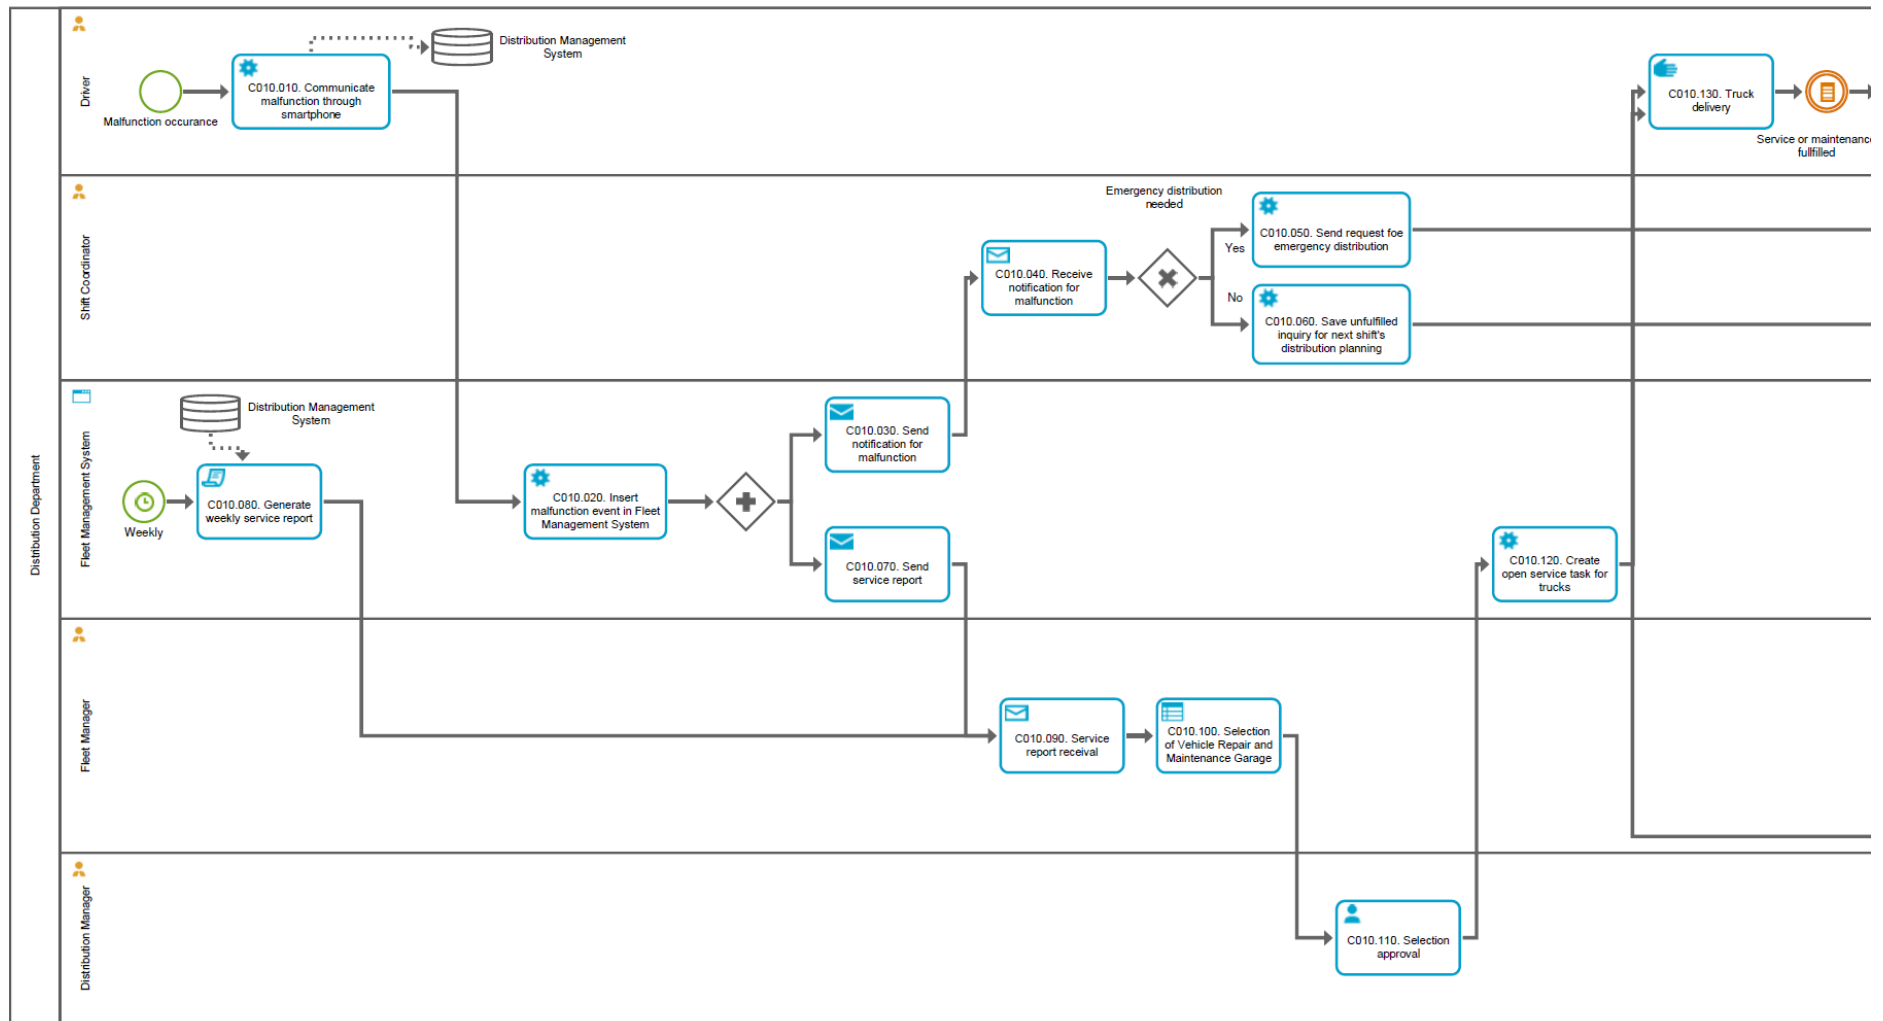 Distribution Department
Driver
Malfunction occurance
C010.010. Communicate
malfunction through
smartphone
Distribution Management
System
C010.130. Truck
delivery
Service or maintenance
fullfilled
Shift Coordinator
C010.040. Receive
notification for
malfunction
Emergency distribution
needed
Yes
No
C010.050. Send request foe
emergency distribution
C010.060. Save unfulfilled
inquiry for next shift's
distribution planning
Fleet Management System
Distribution Management
System
Weekly
C010.080. Generate
weekly service report
C010.020. Insert
malfunction event in Fleet
Management System
C010.030. Send
notification for
malfunction
C010.070. Send
service report
C010.120. Create
open service task for
trucks
Fleet Manager
C010.090. Service
report receival
C010.100. Selection
of Vehicle Repair and
Maintenance Garage
Distribution Manager
C010.110. Selection
approval